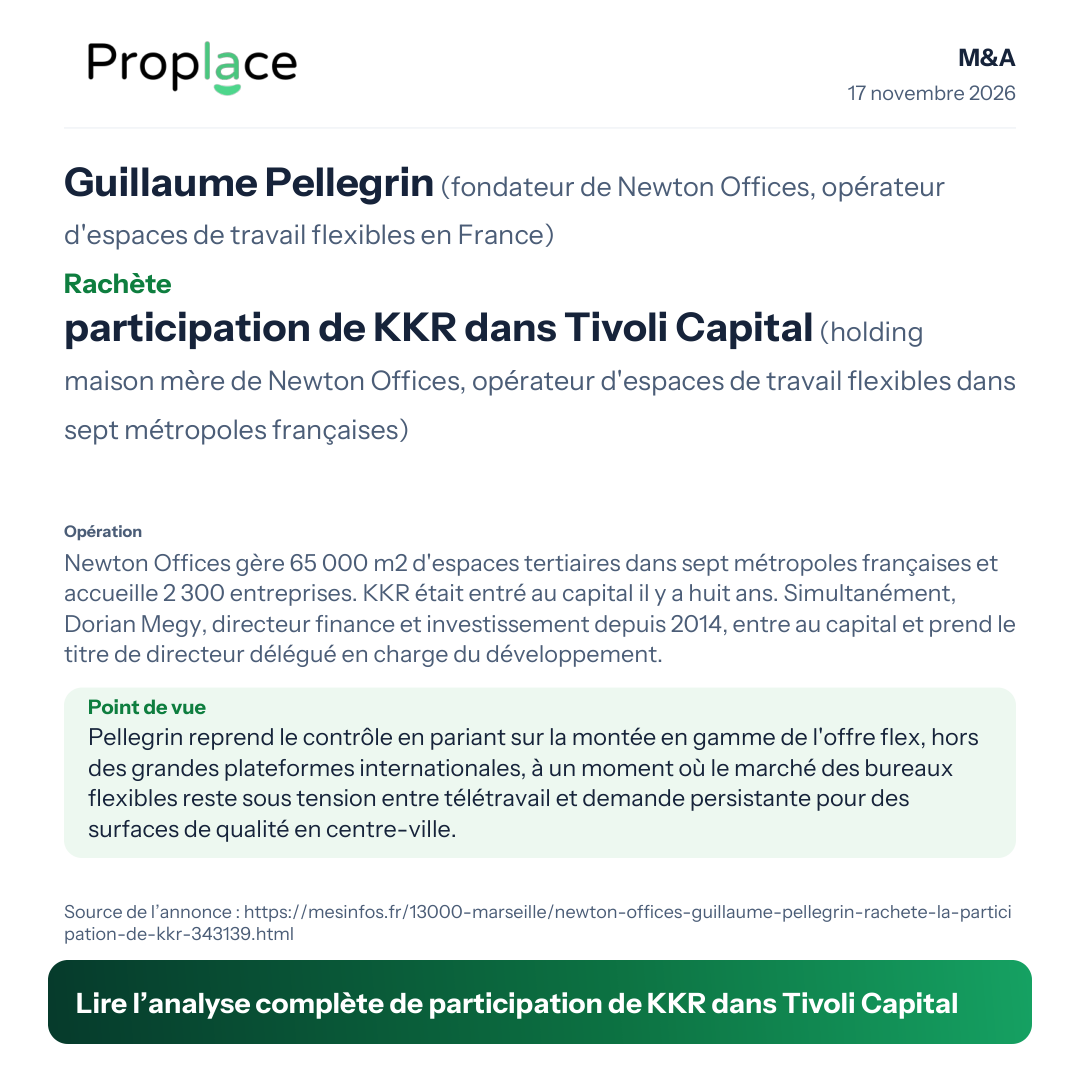 Proplace
M&A
17 novembre 2026
Guillaume Pellegrin (fondateur de Newton Offices, opérateur
d'espaces de travail flexibles en France)
Rachète
participation de KKR dans Tivoli Capital (holding
maison mère de Newton Offices, opérateur d'espaces de travail flexibles dans
sept métropoles françaises)
Opération
Newton Offices gère 65 000 m2 d'espaces tertiaires dans sept métropoles françaises et
accueille 2 300 entreprises. KKR était entré au capital il y a huit ans. Simultanément,
Dorian Megy, directeur finance et investissement depuis 2014, entre au capital et prend le
titre de directeur délégué en charge du développement.
Point de vue
Pellegrin reprend le contrôle en pariant sur la montée en gamme de l'offre flex, hors
des grandes plateformes internationales, à un moment où le marché des bureaux
flexibles reste sous tension entre télétravail et demande persistante pour des
surfaces de qualité en centre-ville.
Source de l’annonce : https://mesinfos.fr/13000-marseille/newton-offices-guillaume-pellegrin-rachete-la-partici
pation-de-kkr-343139.html
Lire l’analyse complète de participation de KKR dans Tivoli Capital